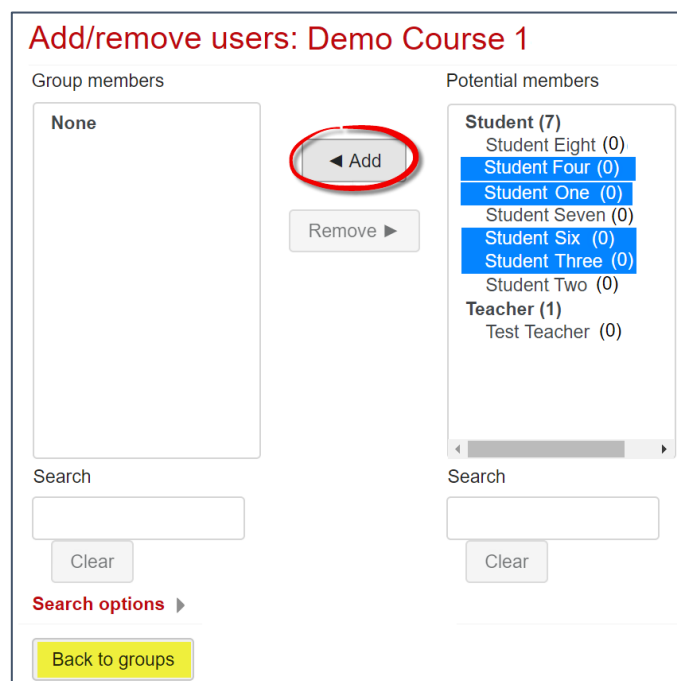 Add/remove users: Demo Course 1
Group members
None
◄ Add
Remove ►
Potential members
Student (7)
Student Eight (0)
Student Four (0)
Student One (0)
Student Seven (0)
Student Six (0)
Student Three (0)
Student Two (0)
Teacher (1)
Test Teacher (0)
Search
Clear
Search
Clear
Search options
Back to groups